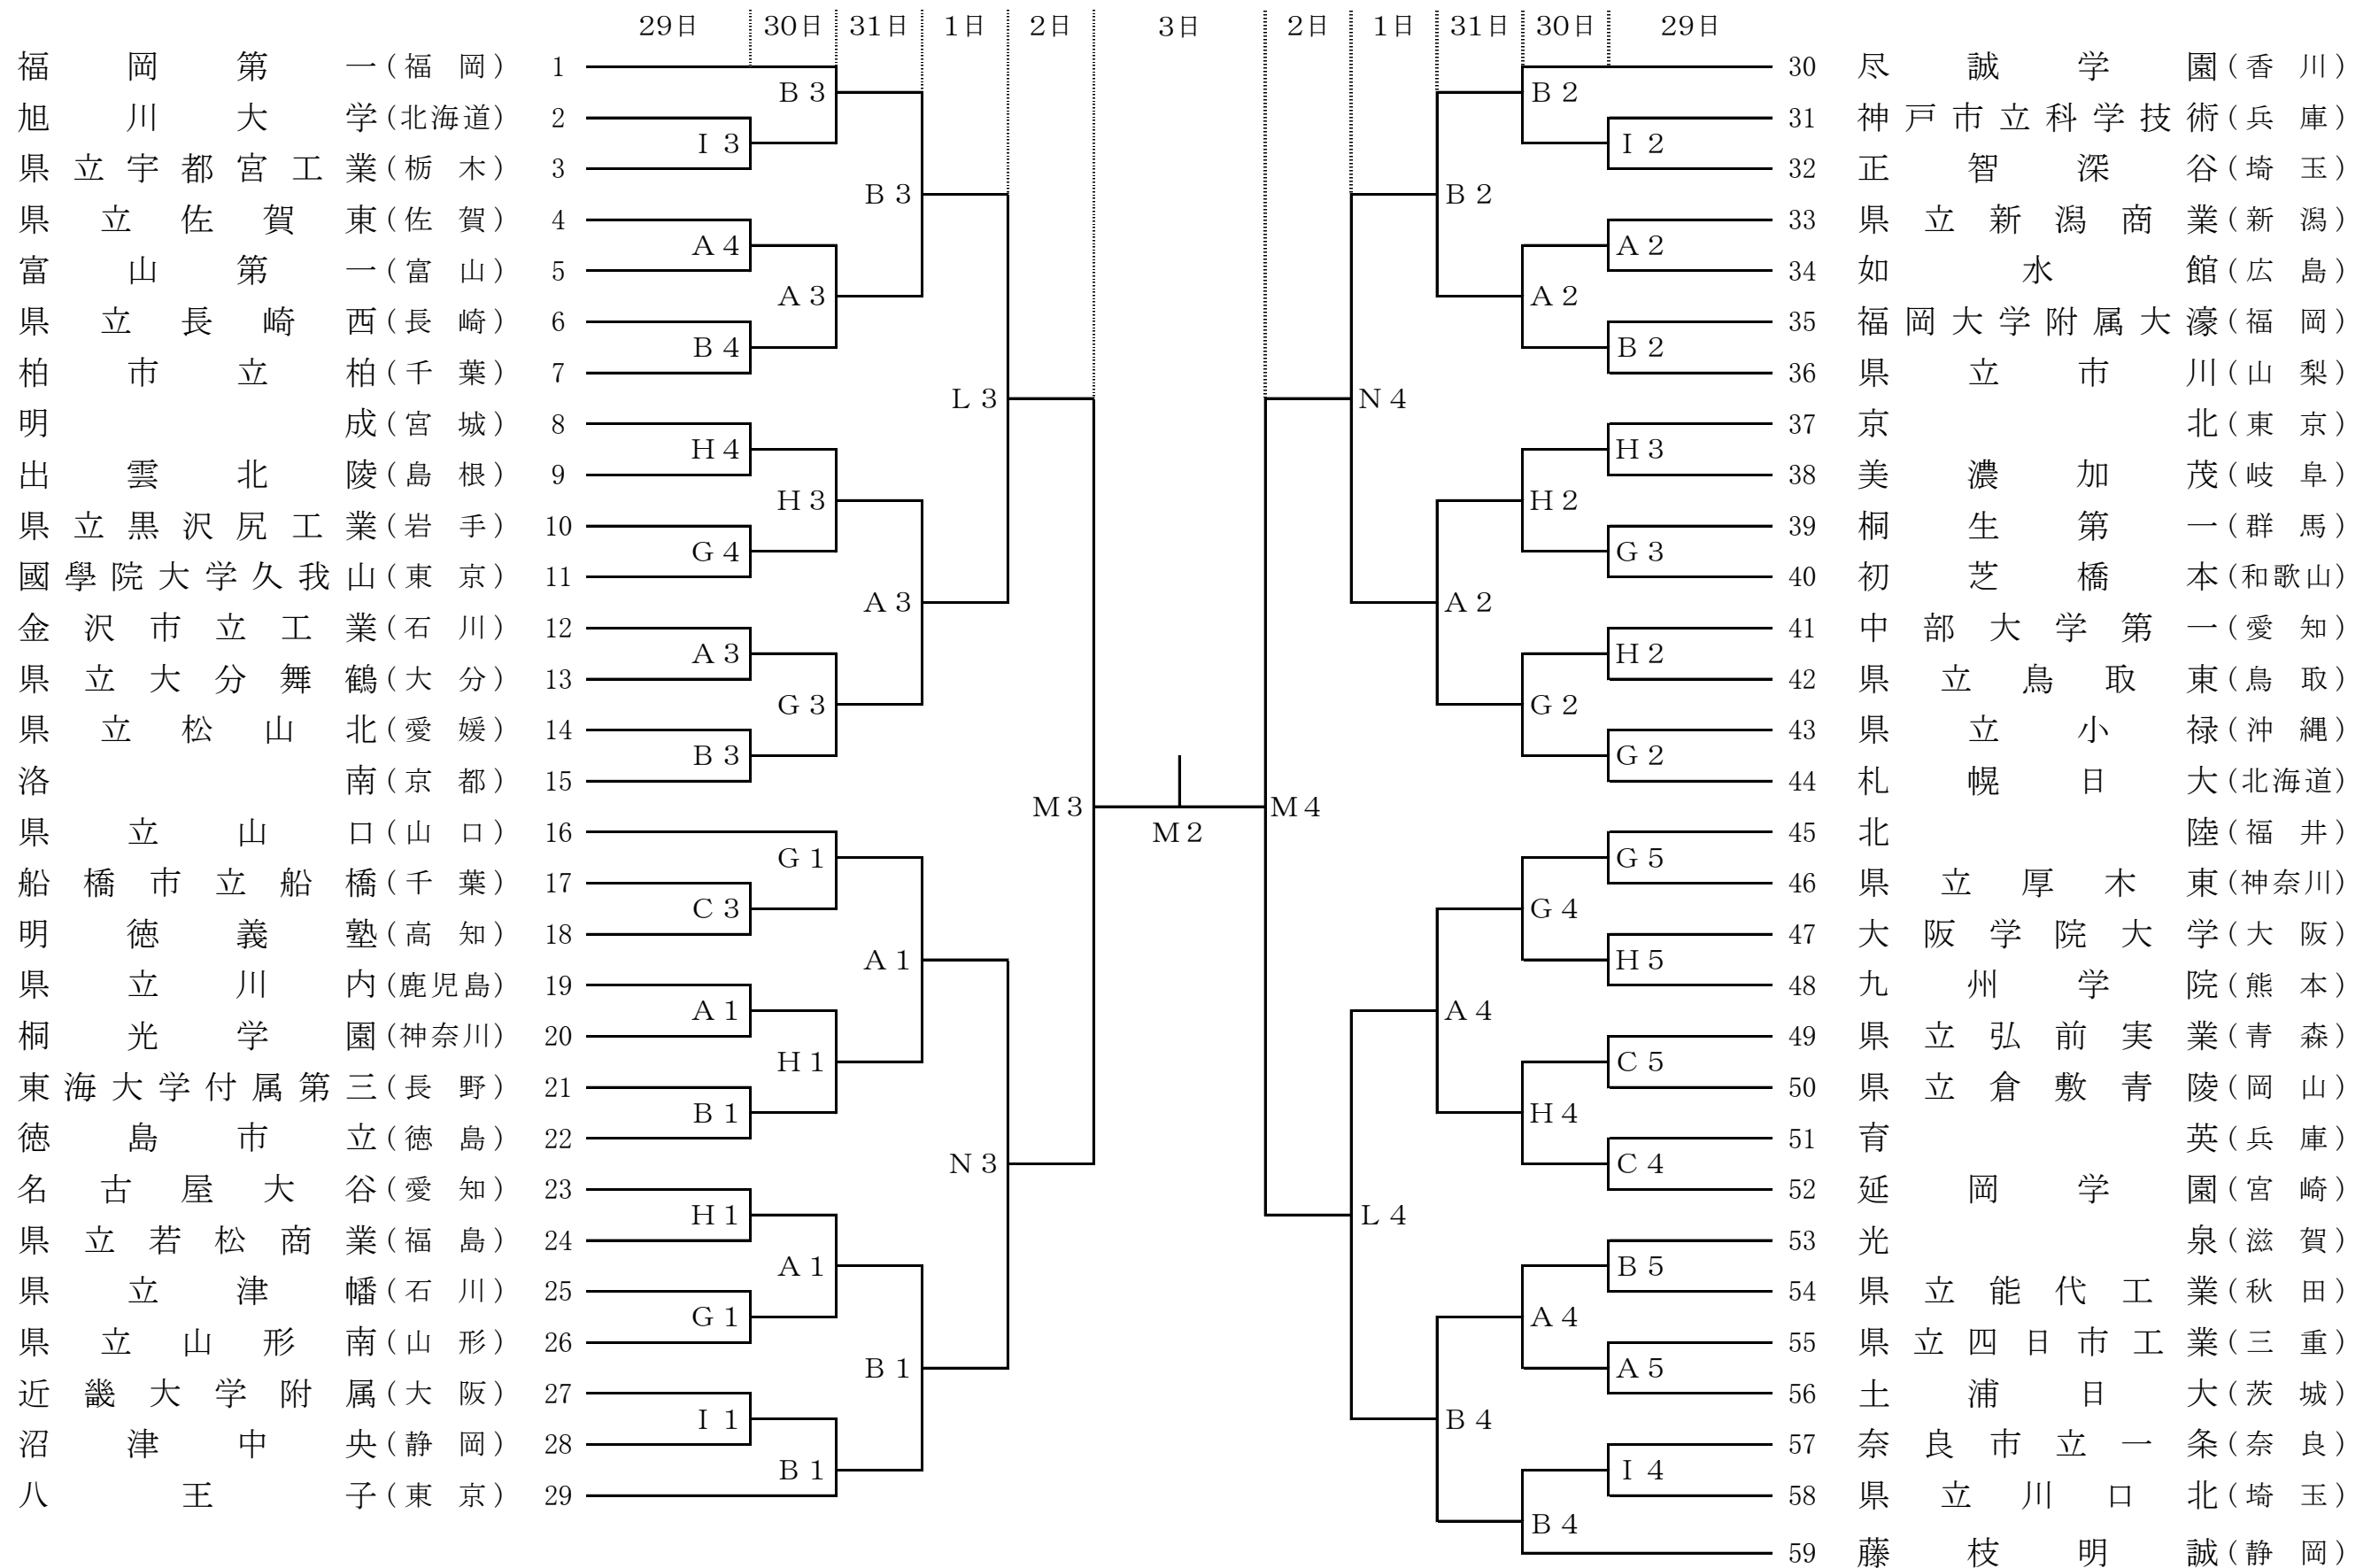 29日 30日 31日 1日 2日 3日 2日 1日 31日 30日 29日
福岡第一(福岡) 1 30 尽誠学園(香川)
B3 B2
旭川大学(北海道) 2 31 神戸市立科学技術(兵庫)
I3 I2
県立宇都宮工業(栃木) 3 32 正智深谷(埼玉)
B3 B2
県立佐賀東(佐賀) 4 33 県立新潟商業(新潟)
A4 A2
富山第一(富山) 5 34 如水館(広島)
A3 A2
県立長崎西(長崎) 6 35 福岡大学附属大濠(福岡)
B4 B2
柏市立柏(千葉) 7 36 県立市川(山梨)
L3 N4
明成(宮城) 8 37 京北(東京)
H4 H3
出雲北陵(島根) 9 38 美濃加茂(岐阜)
H3 H2
県立黒沢尻工業(岩手) 10 39 桐生第一(群馬)
G4 G3
國學院大学久我山(東京) 11 40 初芝橋本(和歌山)
A3 A2
金沢市立工業(石川) 12 41 中部大学第一(愛知)
A3 H2
県立大分舞鶴(大分) 13 42 県立鳥取東(鳥取)
G3 G2
県立松山北(愛媛) 14 43 県立小禄(沖縄)
B3 G2
洛南(京都) 15 44 札幌日大(北海道)
M3 M4
県立山口(山口) 16 M2 45 北陸(福井)
G1 G5
船橋市立船橋(千葉) 17 46 県立厚木東(神奈川)
C3 G4
明徳義塾(高知) 18 47 大阪学院大学(大阪)
A1 H5
県立川内(鹿児島) 19 48 九州学院(熊本)
A1 A4
桐光学園(神奈川) 20 49 県立弘前実業(青森)
H1 C5
東海大学付属第三(長野) 21 50 県立倉敷青陵(岡山)
B1 H4
徳島市立(徳島) 22 51 育英(兵庫)
N3 C4
名古屋大谷(愛知) 23 52 延岡学園(宮崎)
H1 L4
県立若松商業(福島) 24 53 光泉(滋賀)
A1 B5
県立津幡(石川) 25 54 県立能代工業(秋田)
G1 A4
県立山形南(山形) 26 55 県立四日市工業(三重)
B1 A5
近畿大学附属(大阪) 27 56 土浦日大(茨城)
I1 B4
沼津中央(静岡) 28 57 奈良市立一条(奈良)
B1 I4
八王子(東京) 29 58 県立川口北(埼玉)
B4
59 藤枝明誠(静岡)